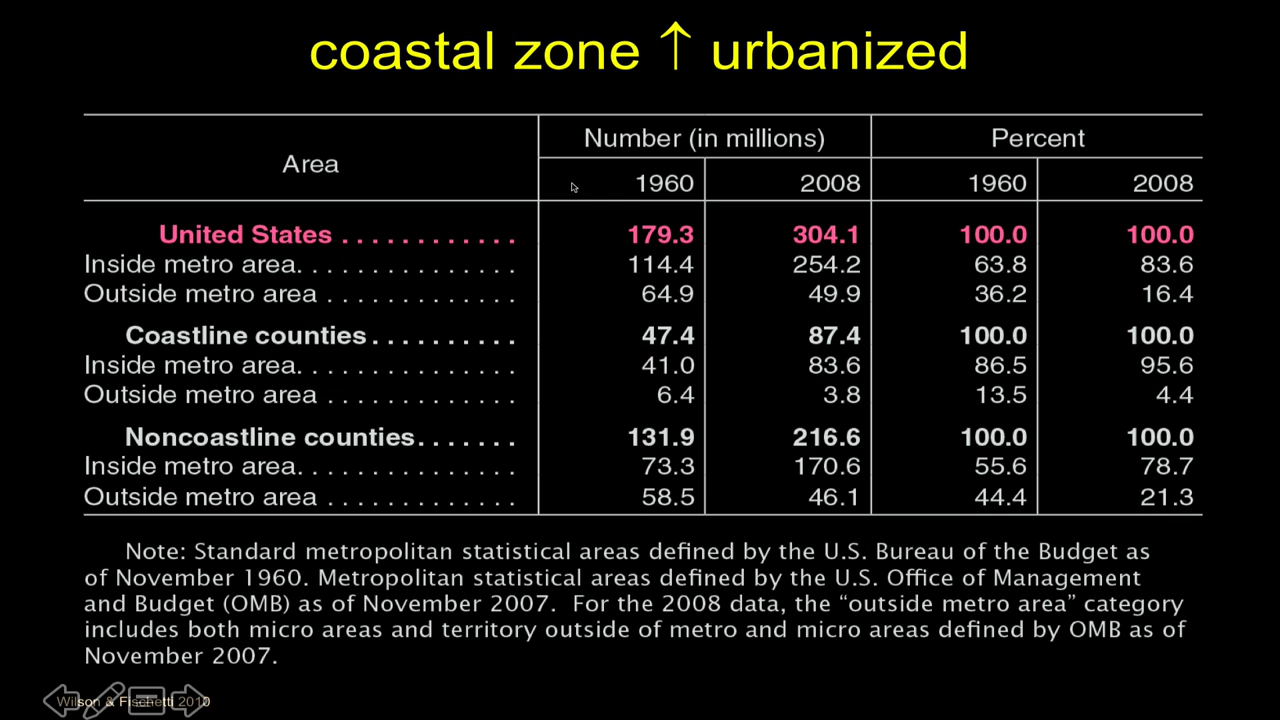 coastal zone ↑ urbanized
Number (in millions) Percent
Area
1960 2008 1960 2008
United States . . . . . . . . . . . . 179.3 304.1 100.0 100.0
Inside metro area. . . . . . . . . . . . . . . 114.4 254.2 63.8 83.6
Outside metro area . . . . . . . . . . . . . 64.9 49.9 36.2 16.4
Coastline counties . . . . . . . . . . 47.4 87.4 100.0 100.0
Inside metro area. . . . . . . . . . . . . . . 41.0 83.6 86.5 95.6
Outside metro area . . . . . . . . . . . . . 6.4 3.8 13.5 4.4
Noncoastline counties. . . . . . . 131.9 216.6 100.0 100.0
Inside metro area. . . . . . . . . . . . . . . 73.3 170.6 55.6 78.7
Outside metro area . . . . . . . . . . . . . 58.5 46.1 44.4 21.3
Note: Standard metropolitan statistical areas defined by the U.S. Bureau of the Budget as
of November 1960. Metropolitan statistical areas defined by the U.S. Office of Management
and Budget (OMB) as of November 2007. For the 2008 data, the “outside metro area” category
includes both micro areas and territory outside of metro and micro areas defined by OMB as of
November 2007.
Wilson & Fischetti 2010